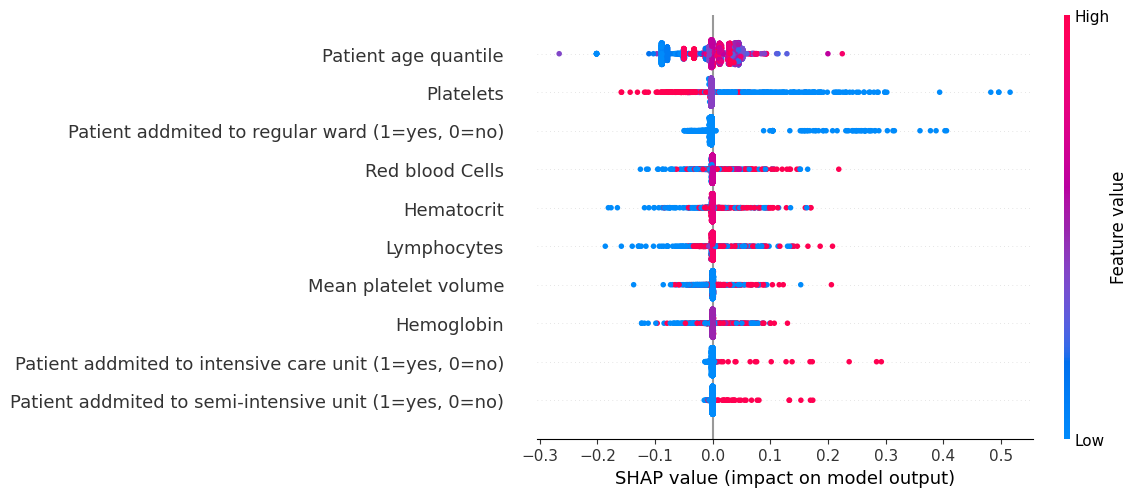 High
Patient age quantile
Platelets
Patient addmited to regular ward (1=yes, 0=no)
Red blood Cells
Hematocrit
Lymphocytes
Mean platelet volume
Hemoglobin
Patient addmited to intensive care unit (1=yes, 0=no)
Patient addmited to semi-intensive unit (1=yes, 0=no)
Feature value
Low
−0.3 −0.2 −0.1 0.0 0.1 0.2 0.3 0.4 0.5
SHAP value (impact on model output)